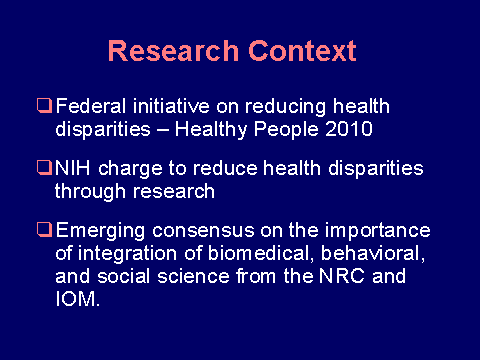 Research Context
❑Federal initiative on reducing health
disparities – Healthy People 2010
❑NIH charge to reduce health disparities
through research
❑Emerging consensus on the importance
of integration of biomedical, behavioral,
and social science from the NRC and
IOM.